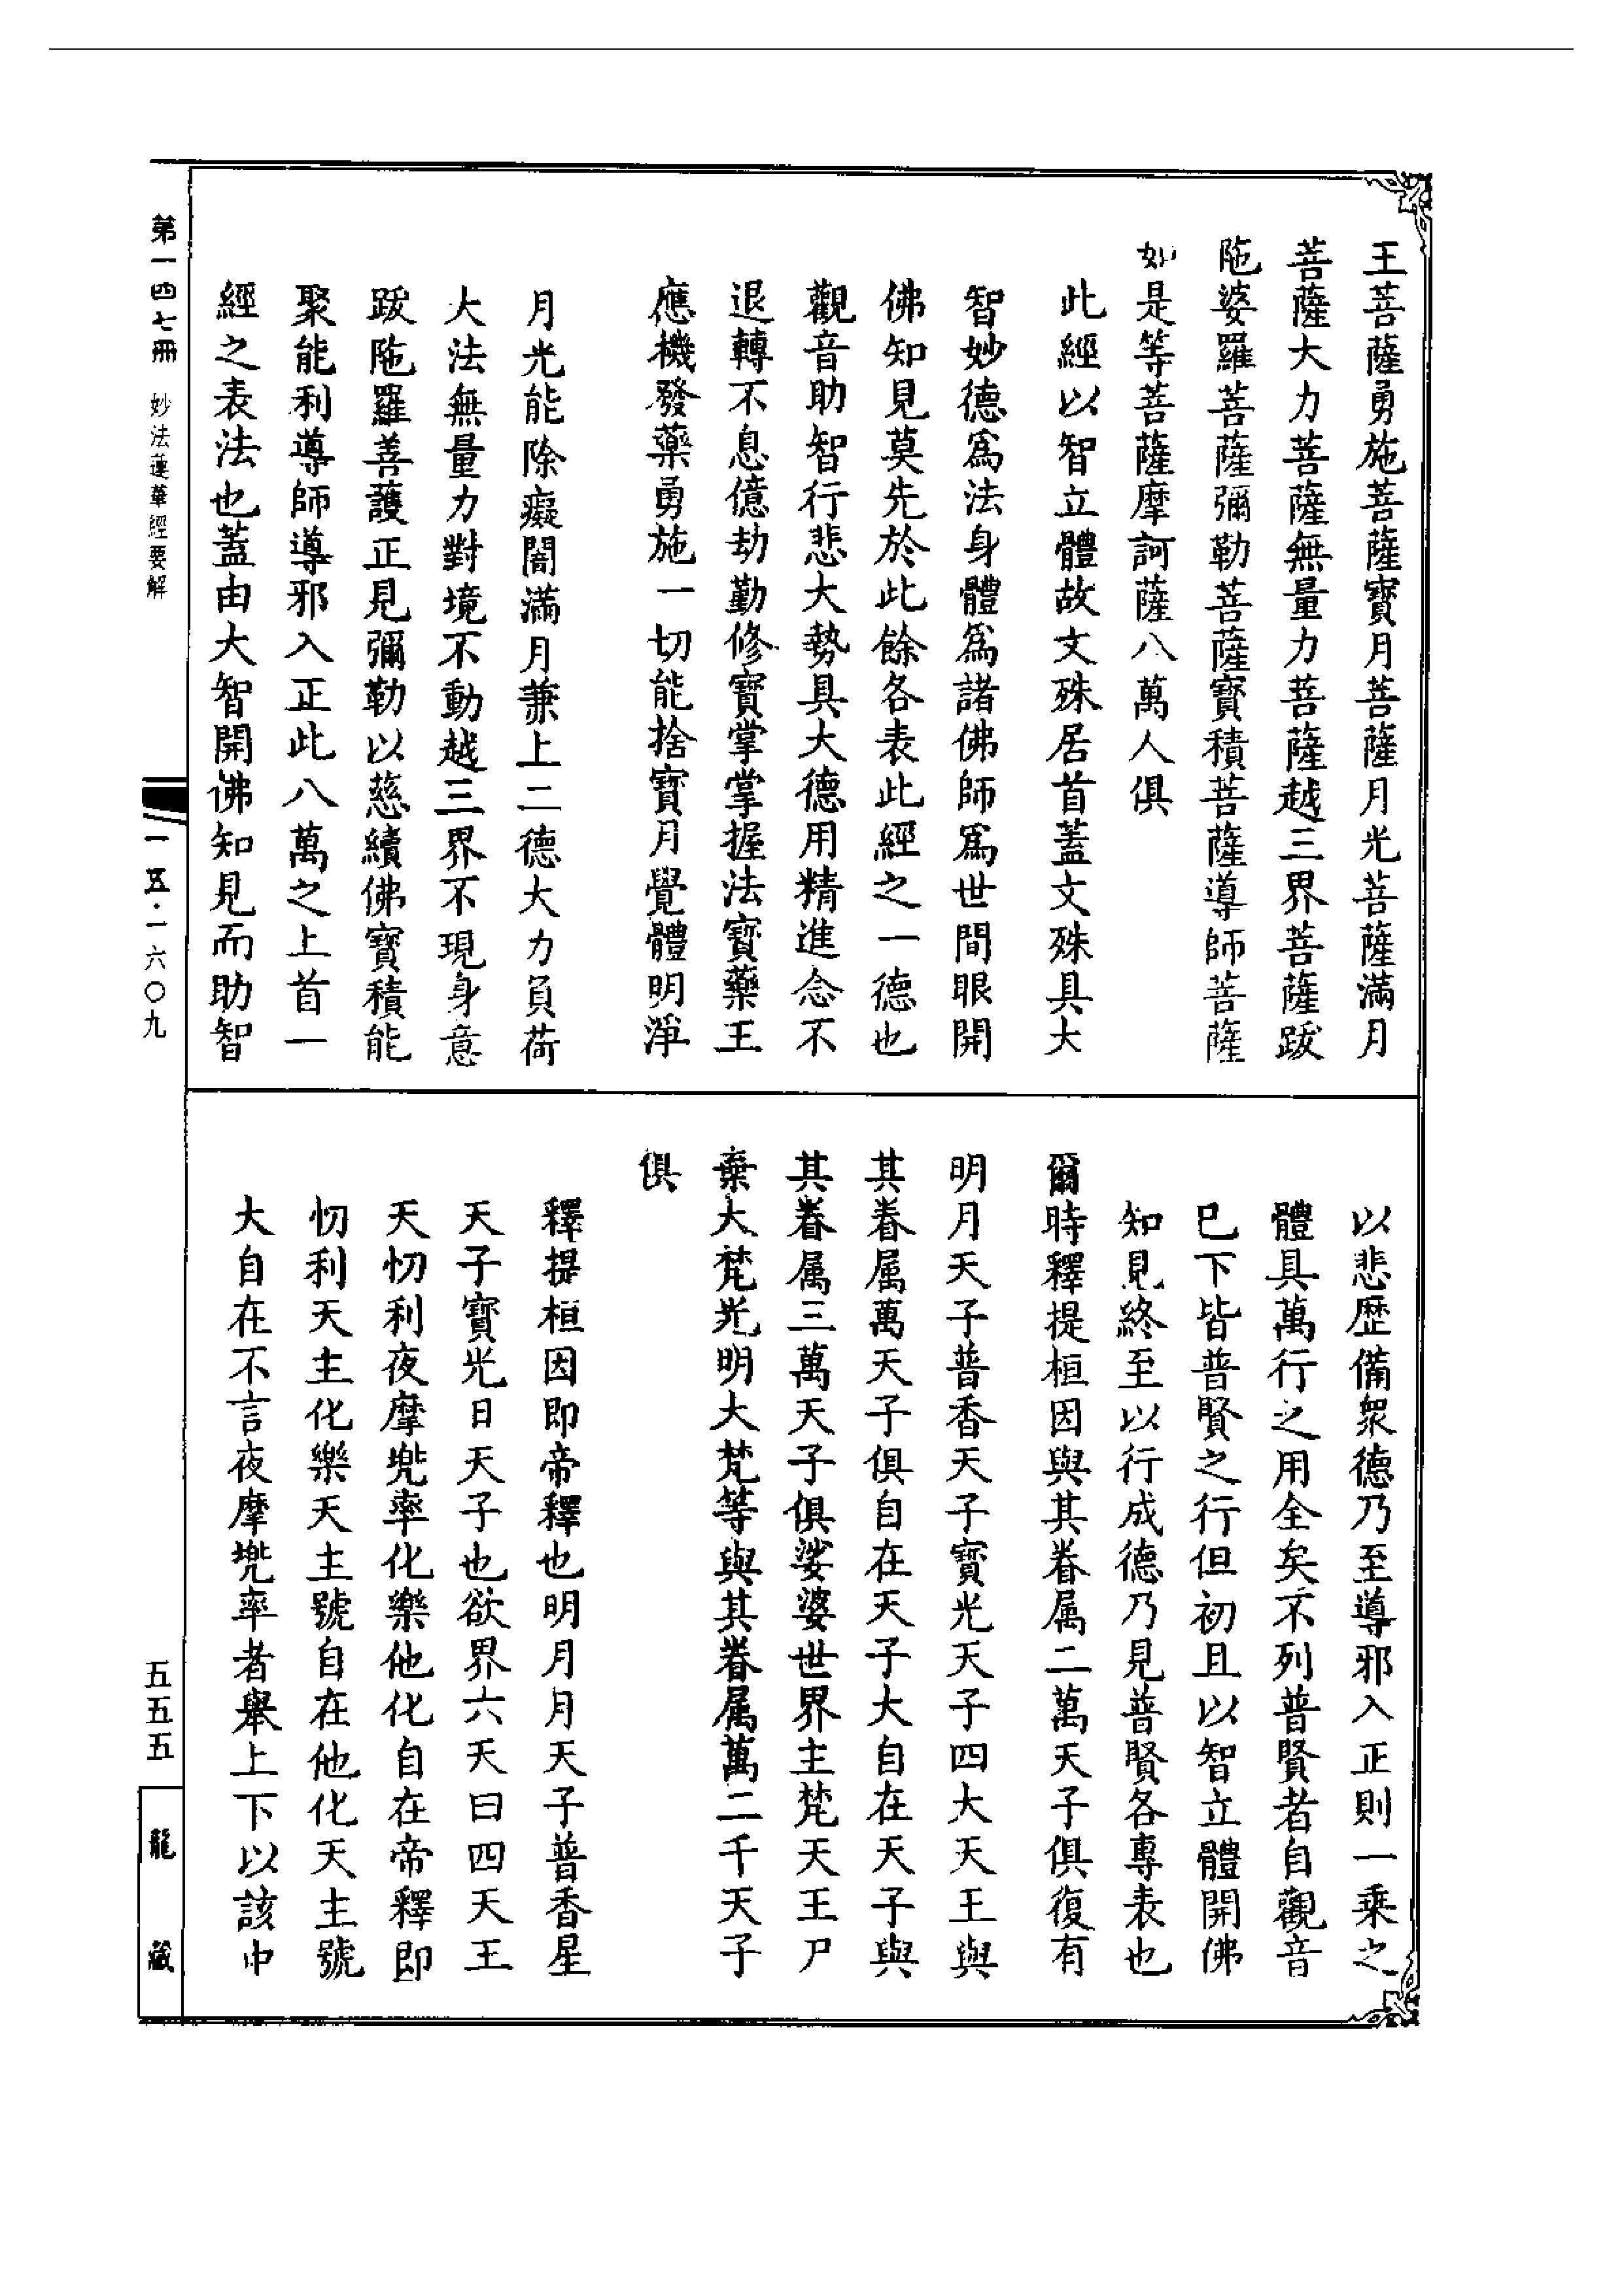 王菩薩勇施菩薩寶月菩薩月光菩薩滿月
菩薩大力菩薩無量力菩薩越三界菩薩跋
陁婆羅菩薩彌勒菩薩寶積菩薩導師菩薩
如是等菩薩摩訶薩八萬人俱
此經以智立體故文殊居首蓋文殊具大
智妙德爲法身體爲諸佛師爲世間眼開
佛知見莫先於此餘各表此經之一德也
觀音助智行悲大勢具大德用精進念不
退轉不息億劫勤修寶掌掌握法寶藥王
應機發藥勇施一切能捨寶月覺體明淨
月光能除癡闇滿月兼上二德大力負荷
大法無量力對境不動越三界不現身意
跋陁羅善護正見彌勒以慈續佛寶積能
聚能利導師導邪入正此八萬之上首一
經之表法也蓋由大智開佛知見而助智
以悲歷備衆德乃至導邪入正則一乘之
體具萬行之用全矣不列普賢者自觀音
巳下皆普賢之行但初且以智立體開佛
知見終至以行成德乃見普賢各專表也
爾時釋提桓因與其眷属二萬天子俱復有
明月天子普香天子寶光天子四大天王與
其眷属萬天子俱自在天子大自在天子與
其眷属三萬天子俱娑婆世界主梵天王尸
棄大梵光明大梵等與其眷属萬二千天子
俱
釋提桓因即帝釋也明月月天子普香星
天子寶光日天子也欲界六天曰四天王
天忉利夜摩兜率化樂他化自在帝釋即
忉利天主化樂天主號自在他化天主號
大自在不言夜摩兜率者舉上下以該中
第一四七冊 妙法蓮華經要解
一五·一六〇九
五五五
龍藏